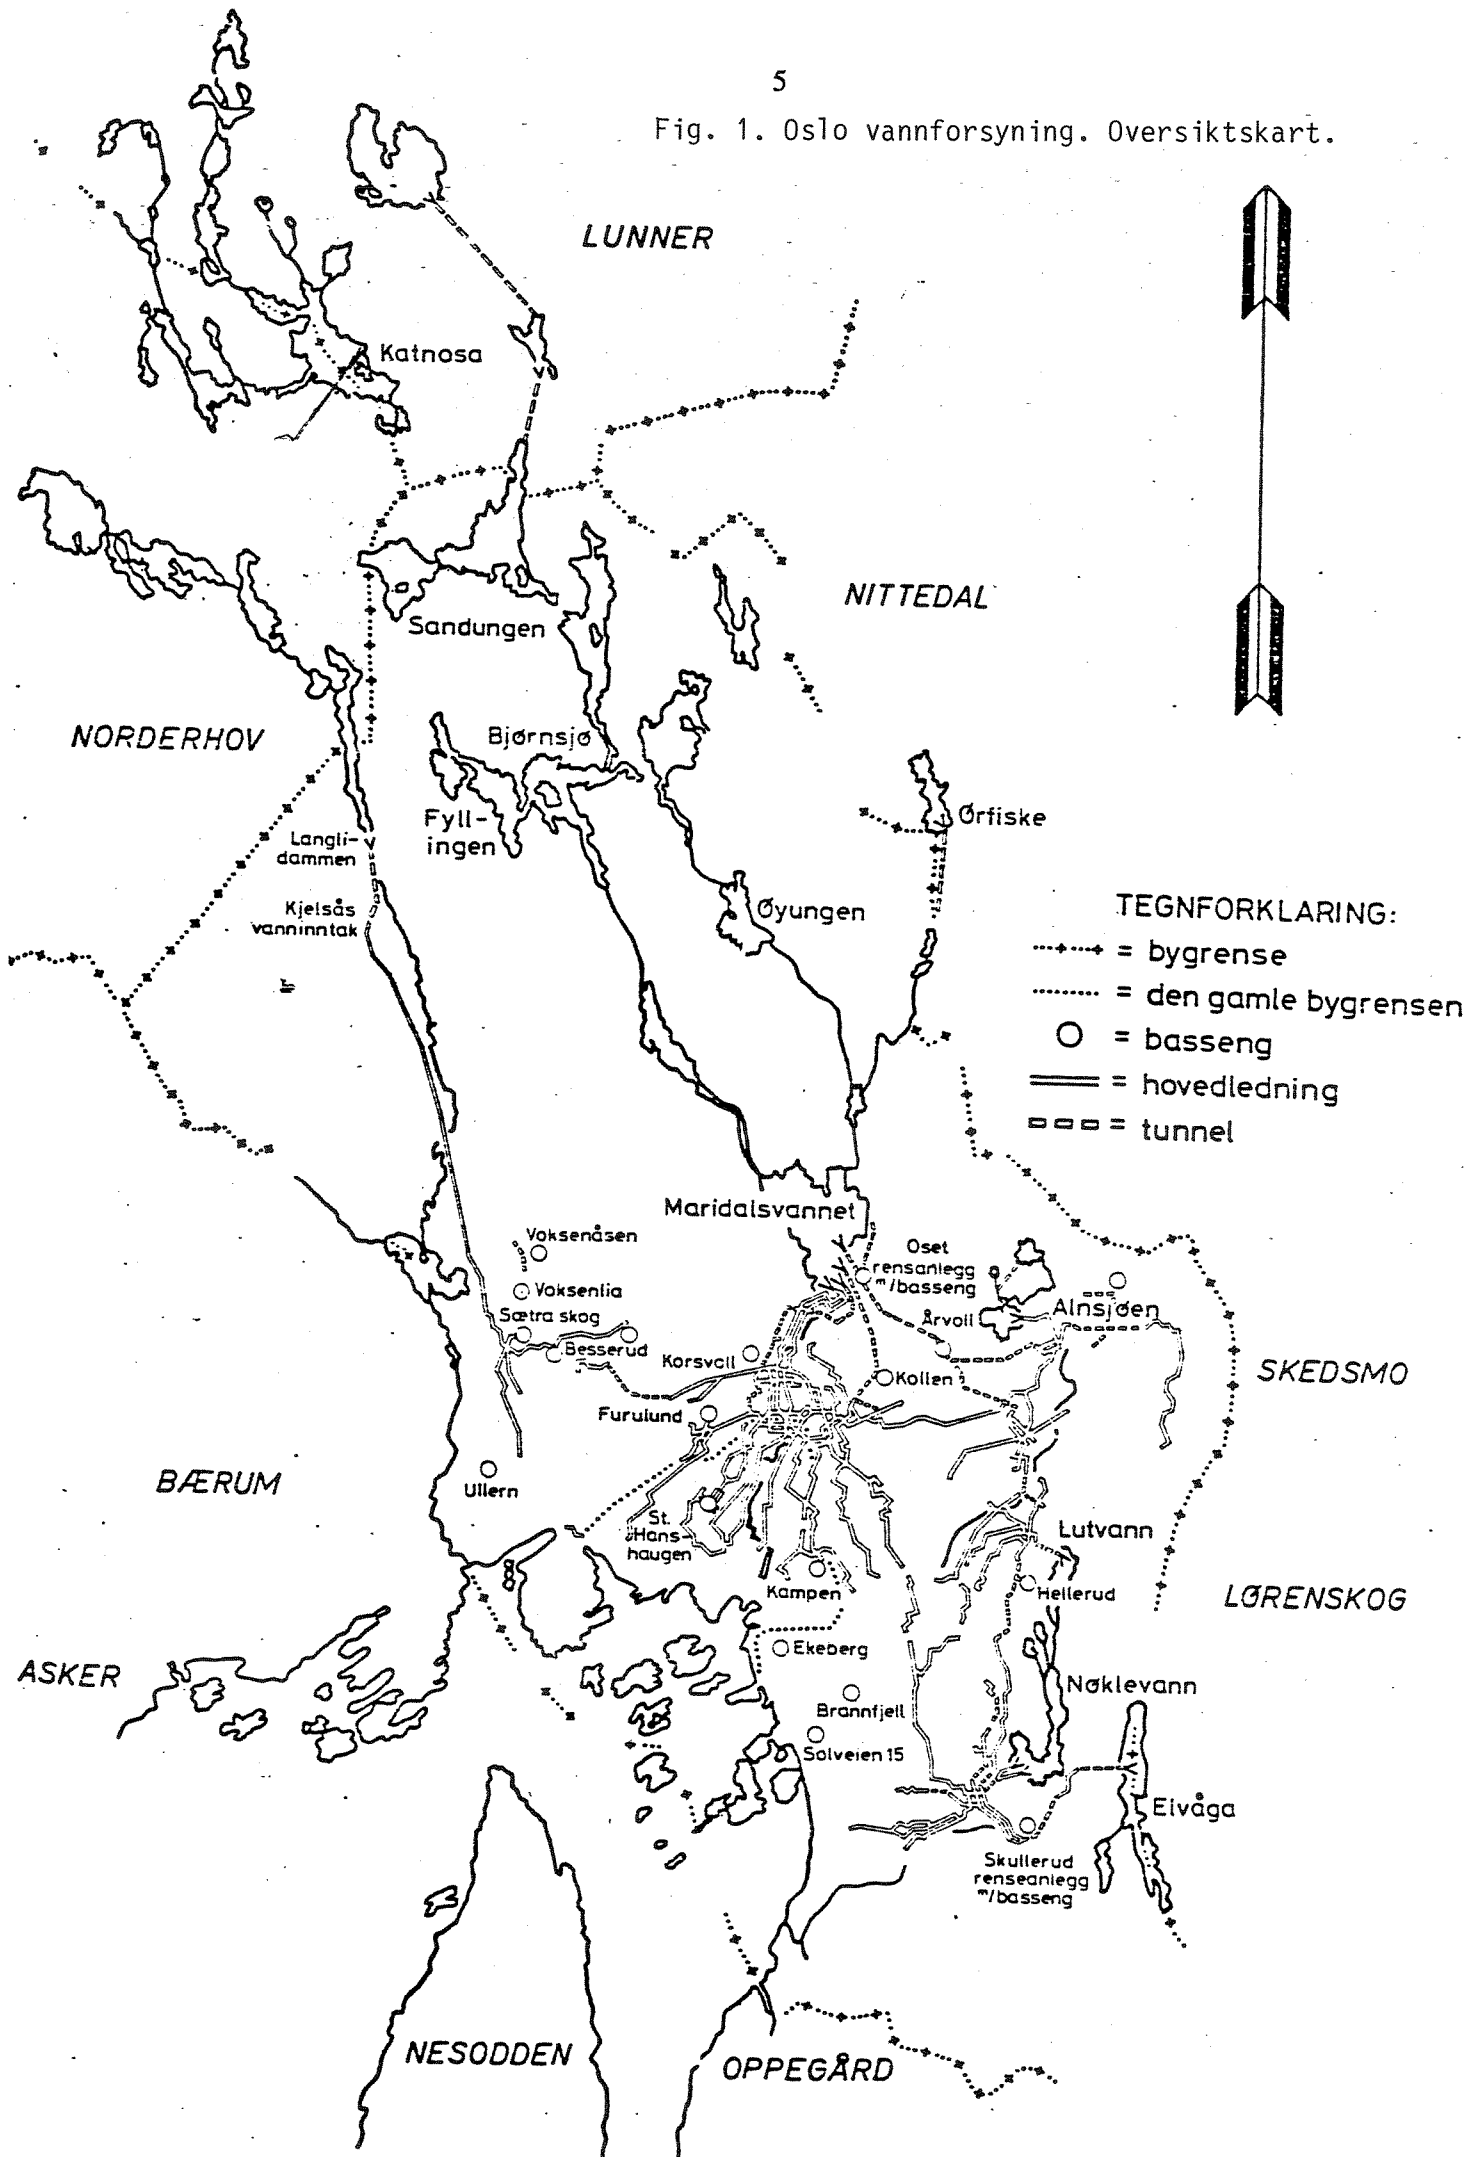 5
Fig. 1. Oslo vannforsyning. Oversiktskart.
LUNNER
Katnosa
NITTEDAL
Sandungen
NORDERHOV
Bjørnsjø
Fyll-
ingen
Ørfiske
Langli-
dammen
Øyungen
Kjelsås
vanninntak
TEGNFORKLARING:
= bygrense
= den gamle bygrensen
= basseng
= hovedledning
= tunnel
Maridalsvannet
Voksenåsen
Oset
rensanlegg
m/basseng
Voksenlia
Alnsjøen
Sætra skog
Årvoll
Besserud
Korsvoll
Kollen
SKEDSMO
Furulund
BÆRUM
Ullern
St.
Hans-
haugen
Lutvann
Kampen
Hellerud
LØRENSKOG
Ekeberg
ASKER
Nøklevann
Brannfjell
Solveien 15
Elvåga
Skullerud
renseanlegg
m/basseng
NESODDEN
OPPEGÅRD